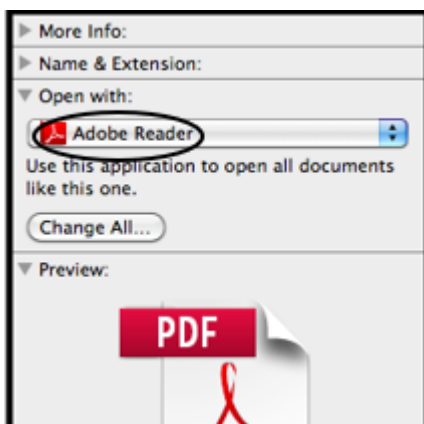 More Info:
Name & Extension:
Open with:
Adobe Reader
Use this application to open all documents
like this one.
Change All...
Preview:
PDF